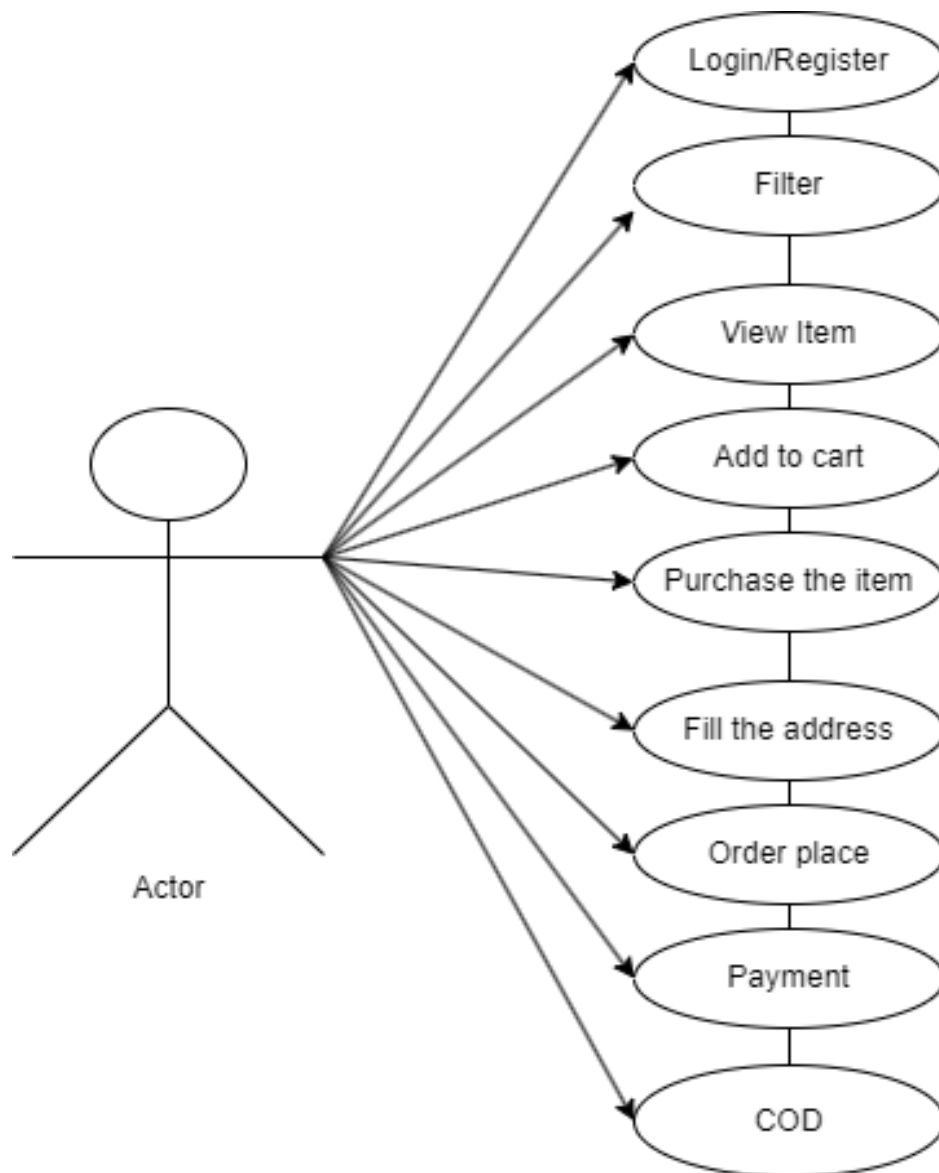 Login/Register
Filter
View Item
Add to cart
Purchase the item
Fill the address
Order place
Actor
Payment
COD